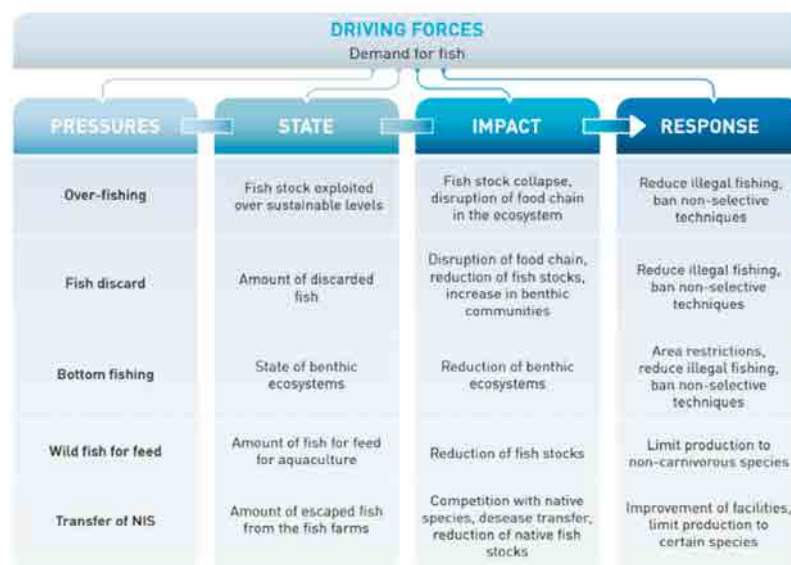 DRIVING FORCES
Demand for fish
PRESSURES
STATE
IMPACT
RESPONSE
Over-fishing
Fish stock exploited
over sustainable levels
Fish stock collapse,
disruption of food chain
in the ecosystem
Reduce illegal fishing,
ban non-selective
techniques
Fish discard
Amount of discarded
fish
Disruption of food chain,
reduction of fish stocks,
increase in benthic
communities
Reduce illegal fishing,
ban non-selective
techniques
Bottom fishing
State of benthic
ecosystems
Reduction of benthic
ecosystems
Area restrictions,
reduce illegal fishing,
ban non-selective
techniques
Wild fish for feed
Amount of fish for feed
for aquaculture
Reduction of fish stocks
Limit production to
non-carnivorous species
Transfer of NIS
Amount of escaped fish
from the fish farms
Competition with native
species, desease transfer,
reduction of native fish
stocks
Improvement of facilities,
limit production to
certain species